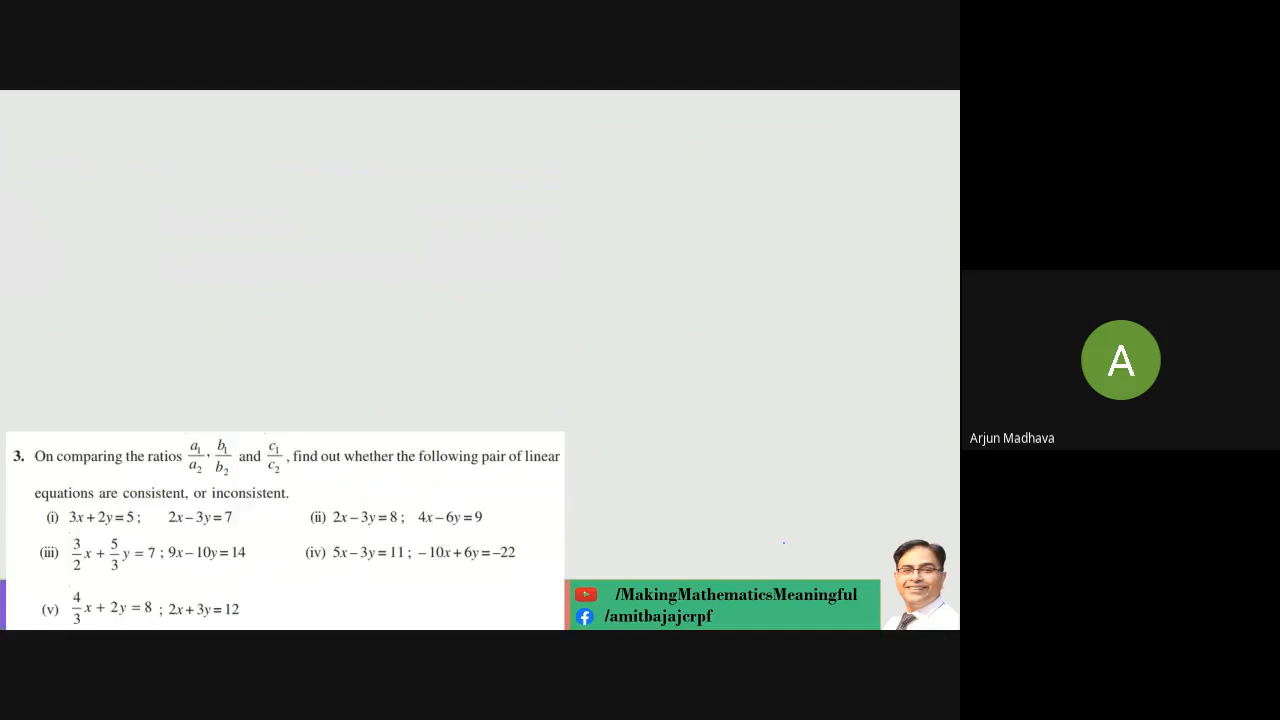 3. On comparing the ratios a₁/a₂, b₁/b₂ and c₁/c₂, find out whether the following pair of linear
equations are consistent, or inconsistent.
(i) 3x + 2y = 5 ; 2x – 3y = 7 (ii) 2x – 3y = 8 ; 4x – 6y = 9
(iii) 3/2 x + 5/3 y = 7 ; 9x – 10y = 14 (iv) 5x – 3y = 11 ; – 10x + 6y = –22
(v) 4/3 x + 2y = 8 ; 2x + 3y = 12
/MakingMathematicsMeaningful
/amitbajajcrpf
A
Arjun Madhava